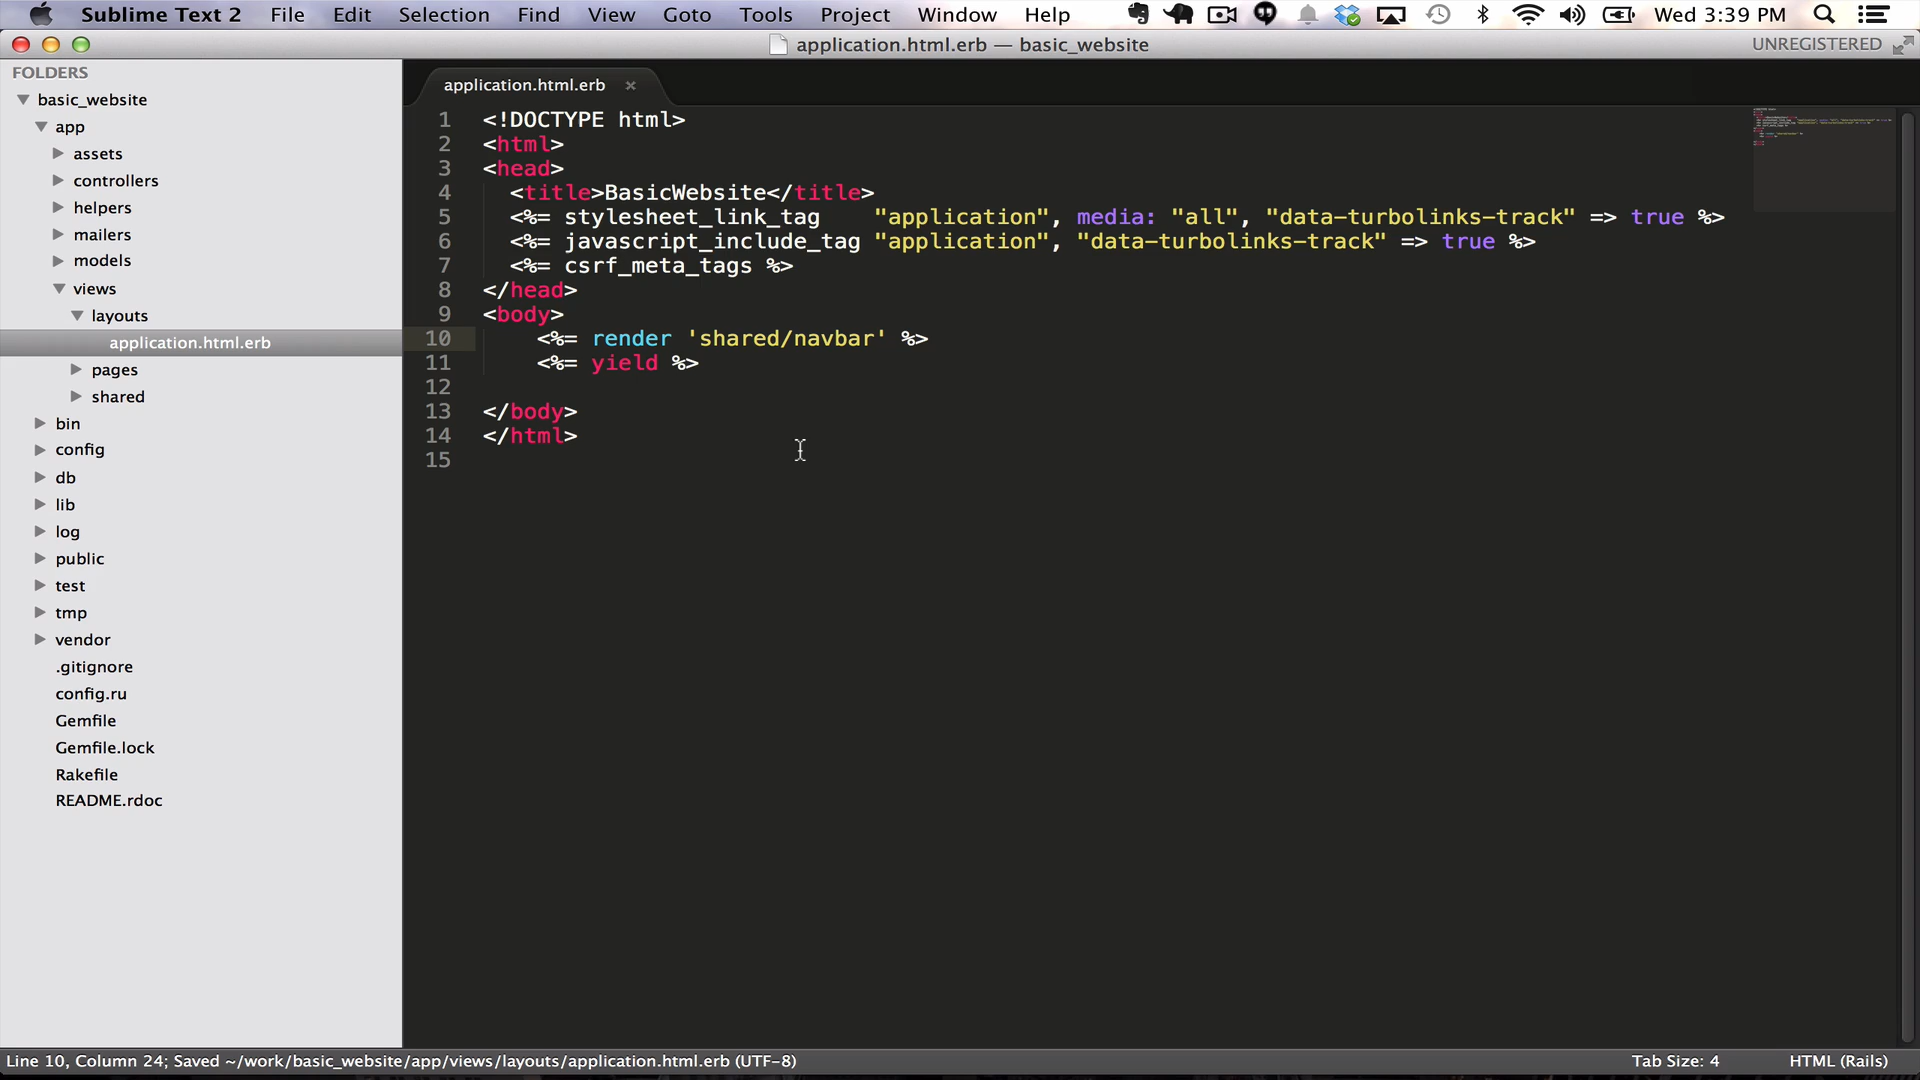 Sublime Text 2 File Edit Selection Find View Goto Tools Project Window Help Wed 3:39 PM
application.html.erb — basic_website UNREGISTERED
FOLDERS
basic_website
app
assets
controllers
helpers
mailers
models
views
layouts
application.html.erb
pages
shared
bin
config
db
lib
log
public
test
tmp
vendor
.gitignore
config.ru
Gemfile
Gemfile.lock
Rakefile
README.rdoc
application.html.erb ×
1 <!DOCTYPE html>
2 <html>
3 <head>
4 <title>BasicWebsite</title>
5 <%= stylesheet_link_tag    "application", media: "all", "data-turbolinks-track" => true %>
6 <%= javascript_include_tag "application", "data-turbolinks-track" => true %>
7 <%= csrf_meta_tags %>
8 </head>
9 <body>
10 <%= render 'shared/navbar' %>
11 <%= yield %>
12
13 </body>
14 </html>
15
Line 10, Column 24; Saved ~/work/basic_website/app/views/layouts/application.html.erb (UTF-8) Tab Size: 4 HTML (Rails)